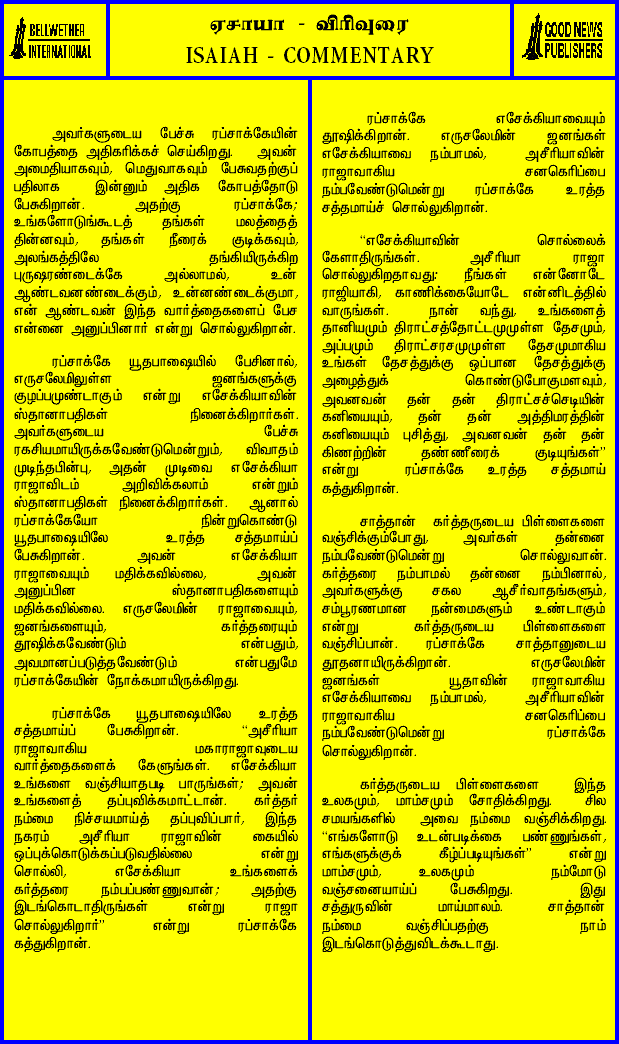 BELLWETHER
INTERNATIONAL
ஏசாயா - விரிவுரை
ISAIAH - COMMENTARY
GOOD NEWS
PUBLISHERS
அவர்களுடைய பேச்சு ரப்சாக்கேயின்
கோபத்தை அதிகரிக்கச் செய்கிறது. அவன்
அமைதியாகவும், மெதுவாகவும் பேசுவதற்குப்
பதிலாக இன்னும் அதிக கோபத்தோடு
பேசுகிறான். அதற்கு ரப்சாக்கே;
உங்களோடுங்கூடத் தங்கள் மலத்தைத்
தின்னவும், தங்கள் நீரைக் குடிக்கவும்,
அலங்கத்திலே தங்கியிருக்கிற
புருஷரண்டைக்கே அல்லாமல், உன்
ஆண்டவனண்டைக்கும், உன்னண்டைக்குமா,
என் ஆண்டவன் இந்த வார்த்தைகளைப் பேச
என்னை அனுப்பினார் என்று சொல்லுகிறான்.
ரப்சாக்கே யூதபாஷையில் பேசினால்,
எருசலேமிலுள்ள ஜனங்களுக்கு
குழப்பமுண்டாகும் என்று எசேக்கியாவின்
ஸ்தானாபதிகள் நினைக்கிறார்கள்.
அவர்களுடைய பேச்சு
ரகசியமாயிருக்கவேண்டுமென்றும், விவாதம்
முடிந்தபின்பு, அதன் முடிவை எசேக்கியா
ராஜாவிடம் அறிவிக்கலாம் என்றும்
ஸ்தானாபதிகள் நினைக்கிறார்கள். ஆனால்
ரப்சாக்கேயோ நின்றுகொண்டு
யூதபாஷையிலே உரத்த சத்தமாய்ப்
பேசுகிறான். அவன் எசேக்கியா
ராஜாவையும் மதிக்கவில்லை, அவன்
அனுப்பின ஸ்தானாபதிகளையும்
மதிக்கவில்லை. எருசலேமின் ராஜாவையும்,
ஜனங்களையும், கர்த்தரையும்
தூஷிக்கவேண்டும் என்பதும்,
அவமானப்படுத்தவேண்டும் என்பதுமே
ரப்சாக்கேயின் நோக்கமாயிருக்கிறது.
ரப்சாக்கே யூதபாஷையிலே உரத்த
சத்தமாய்ப் பேசுகிறான். “அசீரியா
ராஜாவாகிய மகாராஜாவுடைய
வார்த்தைகளைக் கேளுங்கள். எசேக்கியா
உங்களை வஞ்சியாதபடி பாருங்கள்; அவன்
உங்களைத் தப்புவிக்கமாட்டான். கர்த்தர்
நம்மை நிச்சயமாய்த் தப்புவிப்பார், இந்த
நகரம் அசீரியா ராஜாவின் கையில்
ஒப்புக்கொடுக்கப்படுவதில்லை என்று
சொல்லி, எசேக்கியா உங்களைக்
கர்த்தரை நம்பப்பண்ணுவான்; அதற்கு
இடங்கொடாதிருங்கள் என்று ராஜா
சொல்லுகிறார்” என்று ரப்சாக்கே
கத்துகிறான்.
ரப்சாக்கே எசேக்கியாவையும்
தூஷிக்கிறான். எருசலேமின் ஜனங்கள்
எசேக்கியாவை நம்பாமல், அசீரியாவின்
ராஜாவாகிய சனகெரிப்பை
நம்பவேண்டுமென்று ரப்சாக்கே உரத்த
சத்தமாய்ச் சொல்லுகிறான்.
“எசேக்கியாவின் சொல்லைக்
கேளாதிருங்கள். அசீரியா ராஜா
சொல்லுகிறதாவது: நீங்கள் என்னோடே
ராஜியாகி, காணிக்கையோடே என்னிடத்தில்
வாருங்கள். நான் வந்து, உங்களைத்
தானியமும் திராட்சத்தோட்டமுமுள்ள தேசமும்,
அப்பமும் திராட்சரசமுமுள்ள தேசமுமாகிய
உங்கள் தேசத்துக்கு ஒப்பான தேசத்துக்கு
அழைத்துக் கொண்டுபோகுமளவும்,
அவனவன் தன் தன் திராட்சச்செடியின்
கனியையும், தன் தன் அத்திமரத்தின்
கனியையும் புசித்து, அவனவன் தன் தன்
கிணற்றின் தண்ணீரைக் குடியுங்கள்”
என்று ரப்சாக்கே உரத்த சத்தமாய்
கத்துகிறான்.
சாத்தான் கர்த்தருடைய பிள்ளைகளை
வஞ்சிக்கும்போது, அவர்கள் தன்னை
நம்பவேண்டுமென்று சொல்லுவான்.
கர்த்தரை நம்பாமல் தன்னை நம்பினால்,
அவர்களுக்கு சகல ஆசீர்வாதங்களும்,
சம்பூரணமான நன்மைகளும் உண்டாகும்
என்று கர்த்தருடைய பிள்ளைகளை
வஞ்சிப்பான். ரப்சாக்கே சாத்தானுடைய
தூதனாயிருக்கிறான். எருசலேமின்
ஜனங்கள் யூதாவின் ராஜாவாகிய
எசேக்கியாவை நம்பாமல், அசீரியாவின்
ராஜாவாகிய சனகெரிப்பை
நம்பவேண்டுமென்று ரப்சாக்கே
சொல்லுகிறான்.
கர்த்தருடைய பிள்ளைகளை இந்த
உலகமும், மாம்சமும் சோதிக்கிறது. சில
சமயங்களில் அவை நம்மை வஞ்சிக்கிறது.
“எங்களோடு உடன்படிக்கை பண்ணுங்கள்,
எங்களுக்குக் கீழ்ப்படியுங்கள்” என்று
மாம்சமும், உலகமும் நம்மோடு
வஞ்சனையாய்ப் பேசுகிறது. இது
சத்துருவின் மாய்மாலம். சாத்தான்
நம்மை வஞ்சிப்பதற்கு நாம்
இடங்கொடுத்துவிடக்கூடாது.